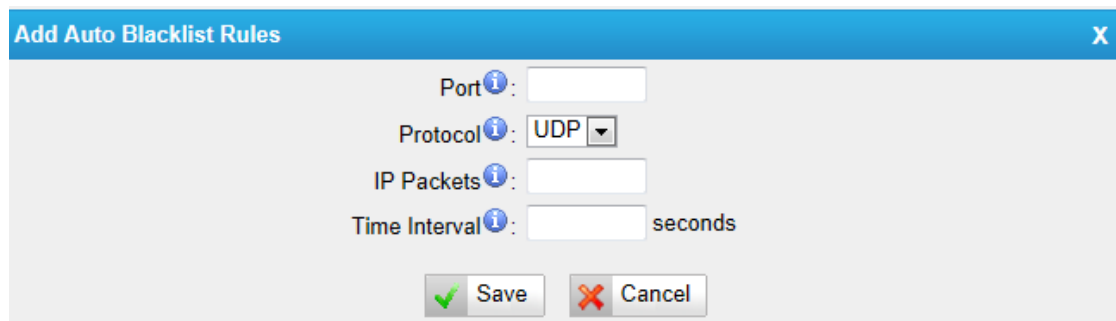 Add Auto Blacklist Rules X
Port i :
Protocol i : UDP
IP Packets i :
Time Interval i : seconds
Save Cancel